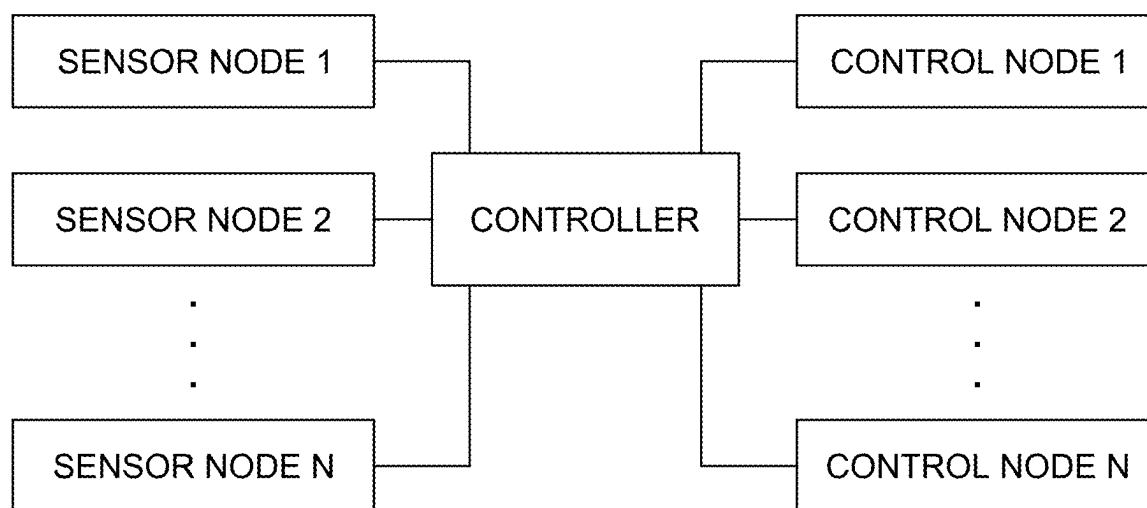 SENSOR NODE 1
CONTROL NODE 1
SENSOR NODE 2
CONTROLLER
CONTROL NODE 2
SENSOR NODE N
CONTROL NODE N